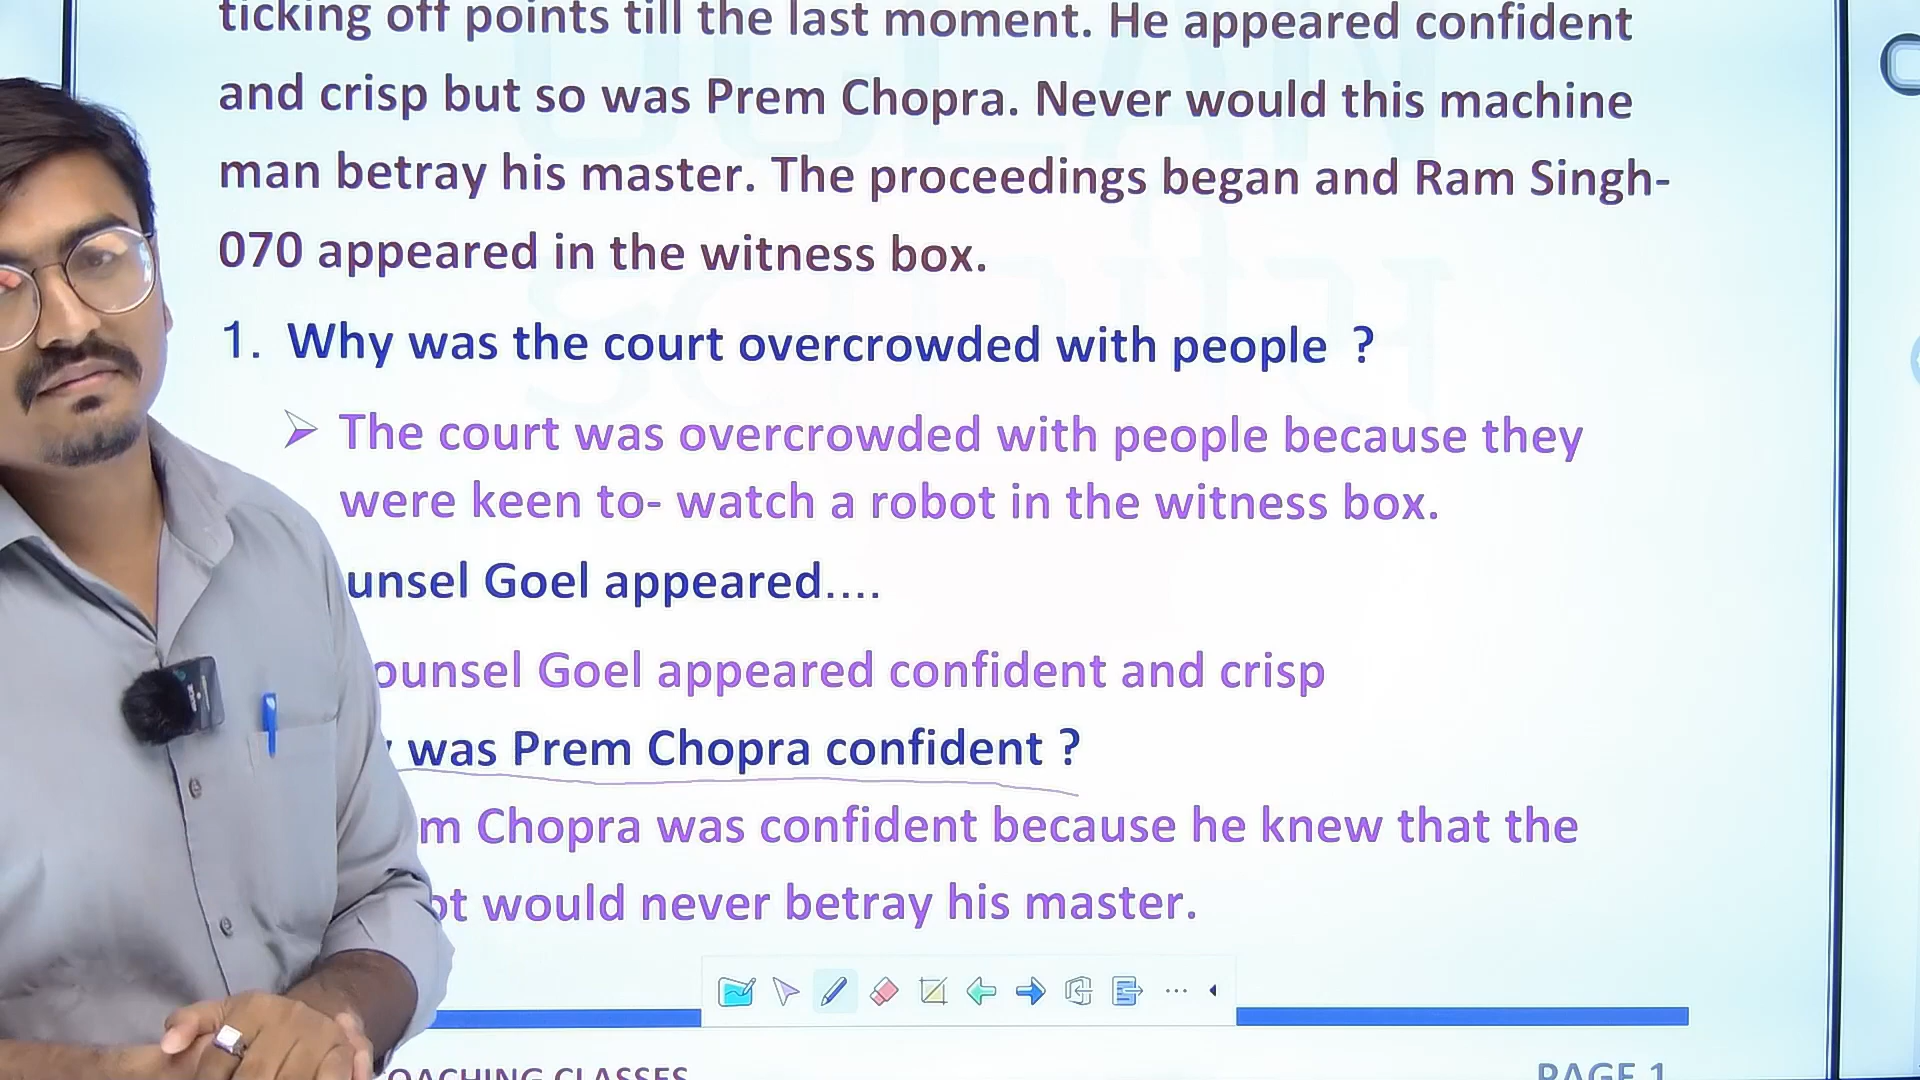 ticking off points till the last moment. He appeared confident
and crisp but so was Prem Chopra. Never would this machine
man betray his master. The proceedings began and Ram Singh-
070 appeared in the witness box.
1. Why was the court overcrowded with people ?
➢ The court was overcrowded with people because they
were keen to- watch a robot in the witness box.
unsel Goel appeared....
ounsel Goel appeared confident and crisp
was Prem Chopra confident ?
m Chopra was confident because he knew that the
ot would never betray his master.
OACHING CLASSES
PAGE 1